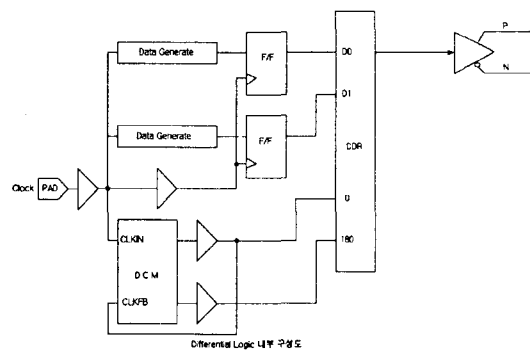 P
N
Data Generate
F/F
D0
D1
Data Generate
F/F
DDR
Clock
PAD
0
CLKIN
180
D C M
CLKFB
Differential Logic 내부 구성도